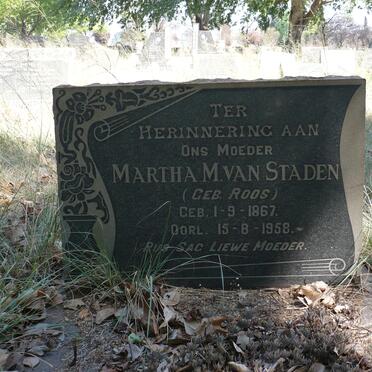 TER
HERINNERING AAN
ONS MOEDER
MARTHA M. VAN STADEN
(GEB. ROOS)
GEB. 1-9-1867.
OORL. 15-8-1958.
RUS SAG LIEWE MOEDER.